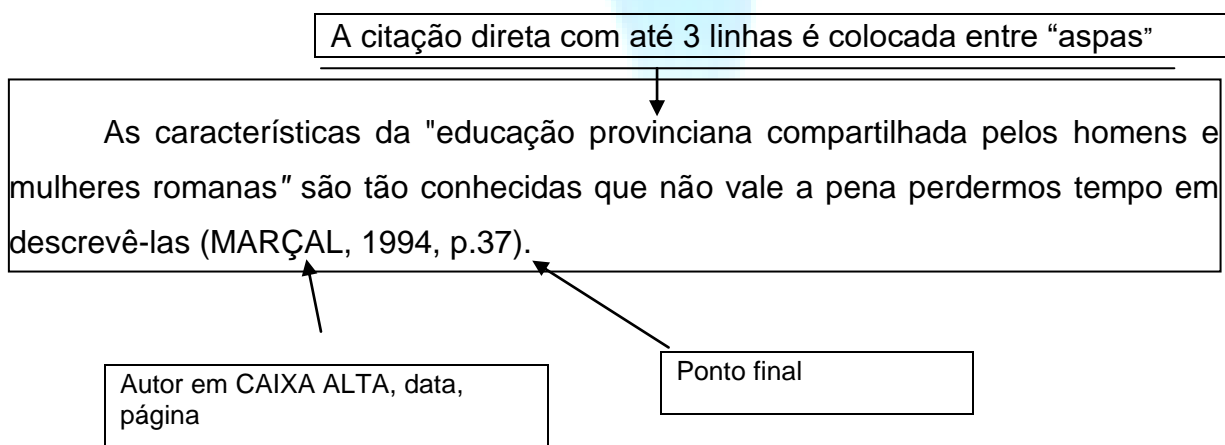 A citação direta com até 3 linhas é colocada entre “aspas”
As características da "educação provinciana compartilhada pelos homens e
mulheres romanas" são tão conhecidas que não vale a pena perdermos tempo em
descrevê-las (MARÇAL, 1994, p.37).
Autor em CAIXA ALTA, data,
página
Ponto final